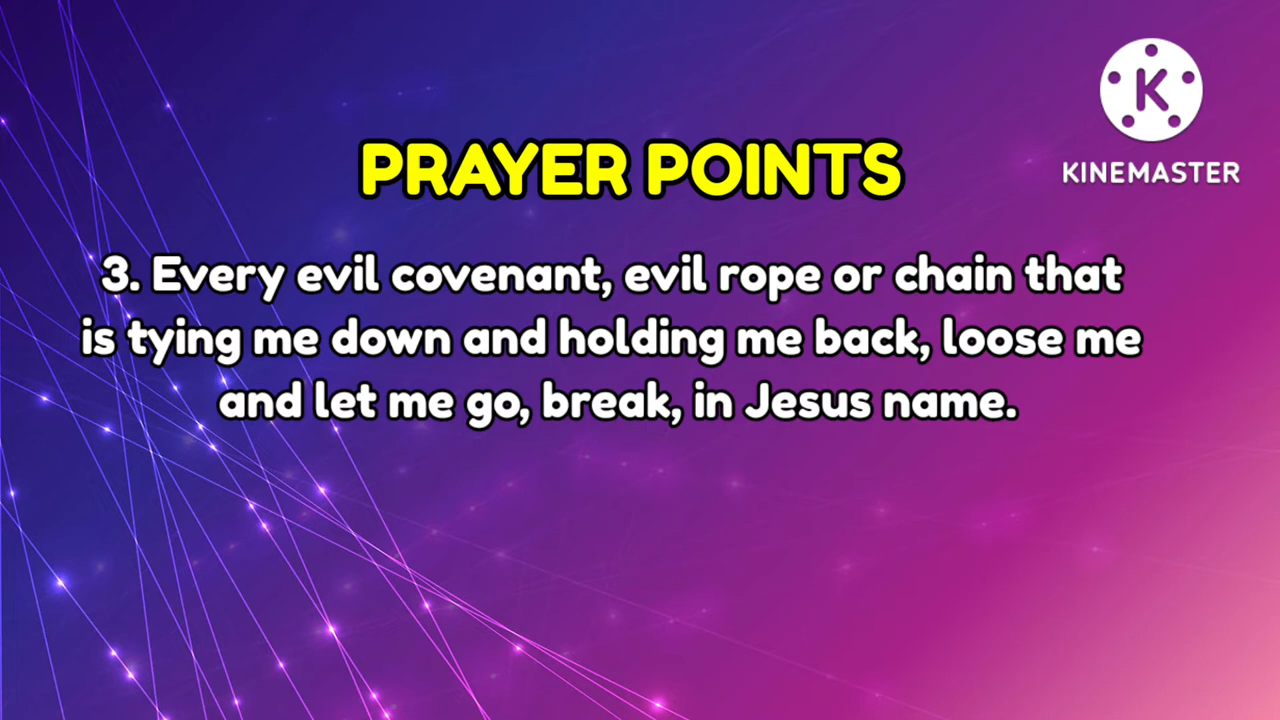 K
KINEMASTER
PRAYER POINTS
3. Every evil covenant, evil rope or chain that
is tying me down and holding me back, loose me
and let me go, break, in Jesus name.